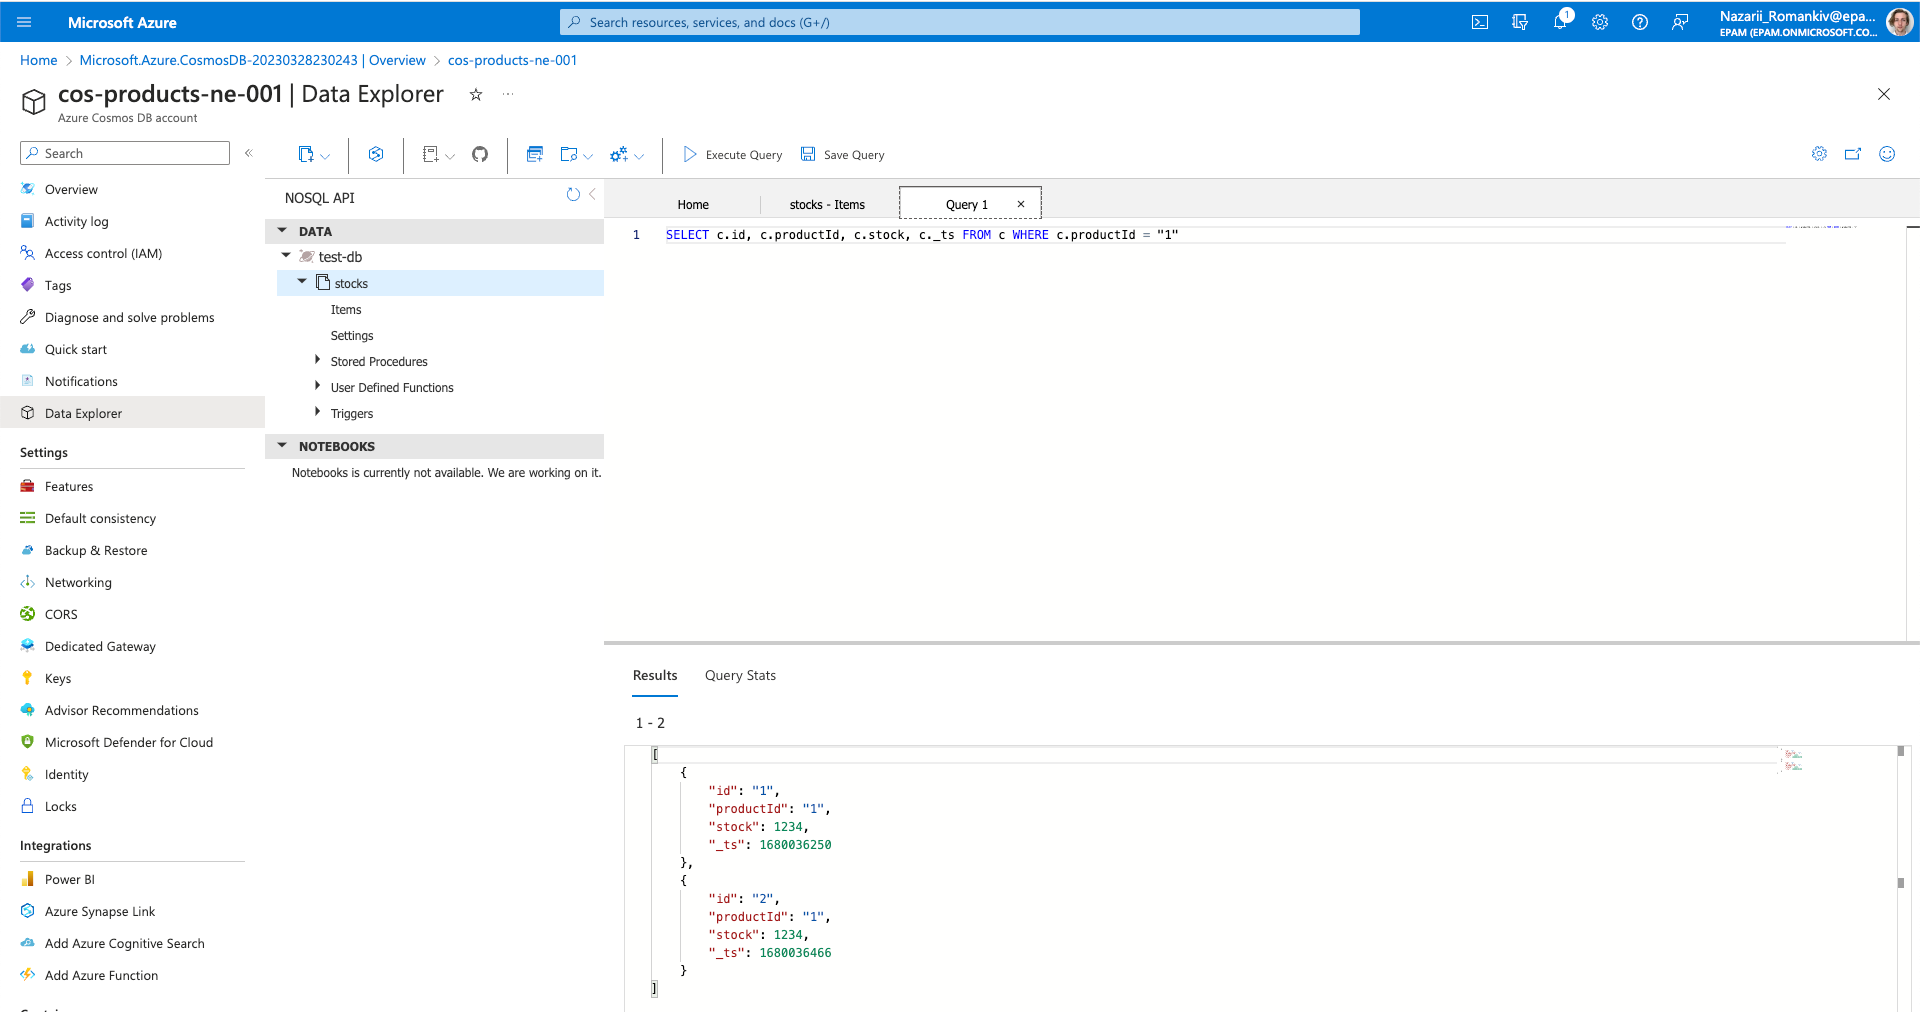 Microsoft Azure
Search resources, services, and docs (G+/)
1
Nazarii_Romankiv@epa...
EPAM (EPAM.ONMICROSOFT.CO...
Home > Microsoft.Azure.CosmosDB-20230328230243 | Overview > cos-products-ne-001
cos-products-ne-001 | Data Explorer
Azure Cosmos DB account
Search
Overview
Activity log
Access control (IAM)
Tags
Diagnose and solve problems
Quick start
Notifications
Data Explorer
Settings
Features
Default consistency
Backup & Restore
Networking
CORS
Dedicated Gateway
Keys
Advisor Recommendations
Microsoft Defender for Cloud
Identity
Locks
Integrations
Power BI
Azure Synapse Link
Add Azure Cognitive Search
Add Azure Function
Execute Query
Save Query
NOSQL API
DATA
test-db
stocks
Items
Settings
Stored Procedures
User Defined Functions
Triggers
NOTEBOOKS
Notebooks is currently not available. We are working on it.
Home
stocks - Items
Query 1
1 SELECT c.id, c.productId, c.stock, c._ts FROM c WHERE c.productId = "1"
Results
Query Stats
1 - 2
[
{
"id": "1",
"productId": "1",
"stock": 1234,
"_ts": 1680036250
},
{
"id": "2",
"productId": "1",
"stock": 1234,
"_ts": 1680036466
}
]